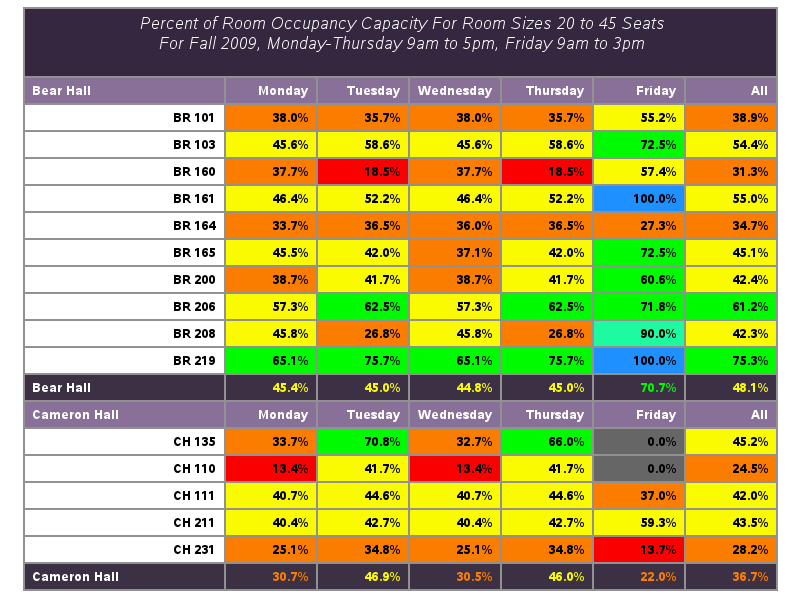 Percent of Room Occupancy Capacity For Room Sizes 20 to 45 Seats
For Fall 2009, Monday-Thursday 9am to 5pm, Friday 9am to 3pm
Bear Hall Monday Tuesday Wednesday Thursday Friday All
BR 101 38.0% 35.7% 38.0% 35.7% 55.2% 38.9%
BR 103 45.6% 58.6% 45.6% 58.6% 72.5% 54.4%
BR 160 37.7% 18.5% 37.7% 18.5% 57.4% 31.3%
BR 161 46.4% 52.2% 46.4% 52.2% 100.0% 55.0%
BR 164 33.7% 36.5% 36.0% 36.5% 27.3% 34.7%
BR 165 45.5% 42.0% 37.1% 42.0% 72.5% 45.1%
BR 200 38.7% 41.7% 38.7% 41.7% 60.6% 42.4%
BR 206 57.3% 62.5% 57.3% 62.5% 71.8% 61.2%
BR 208 45.8% 26.8% 45.8% 26.8% 90.0% 42.3%
BR 219 65.1% 75.7% 65.1% 75.7% 100.0% 75.3%
Bear Hall 45.4% 45.0% 44.8% 45.0% 70.7% 48.1%
Cameron Hall Monday Tuesday Wednesday Thursday Friday All
CH 135 33.7% 70.8% 32.7% 66.0% 0.0% 45.2%
CH 110 13.4% 41.7% 13.4% 41.7% 0.0% 24.5%
CH 111 40.7% 44.6% 40.7% 44.6% 37.0% 42.0%
CH 211 40.4% 42.7% 40.4% 42.7% 59.3% 43.5%
CH 231 25.1% 34.8% 25.1% 34.8% 13.7% 28.2%
Cameron Hall 30.7% 46.9% 30.5% 46.0% 22.0% 36.7%